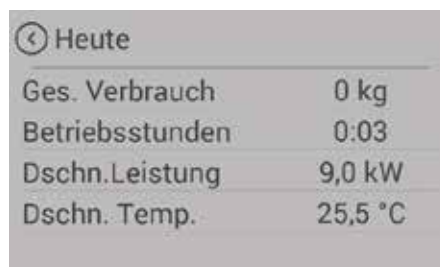 Heute
Ges. Verbrauch 0 kg
Betriebsstunden 0:03
Dschn.Leistung 9,0 kW
Dschn. Temp. 25,5 °C